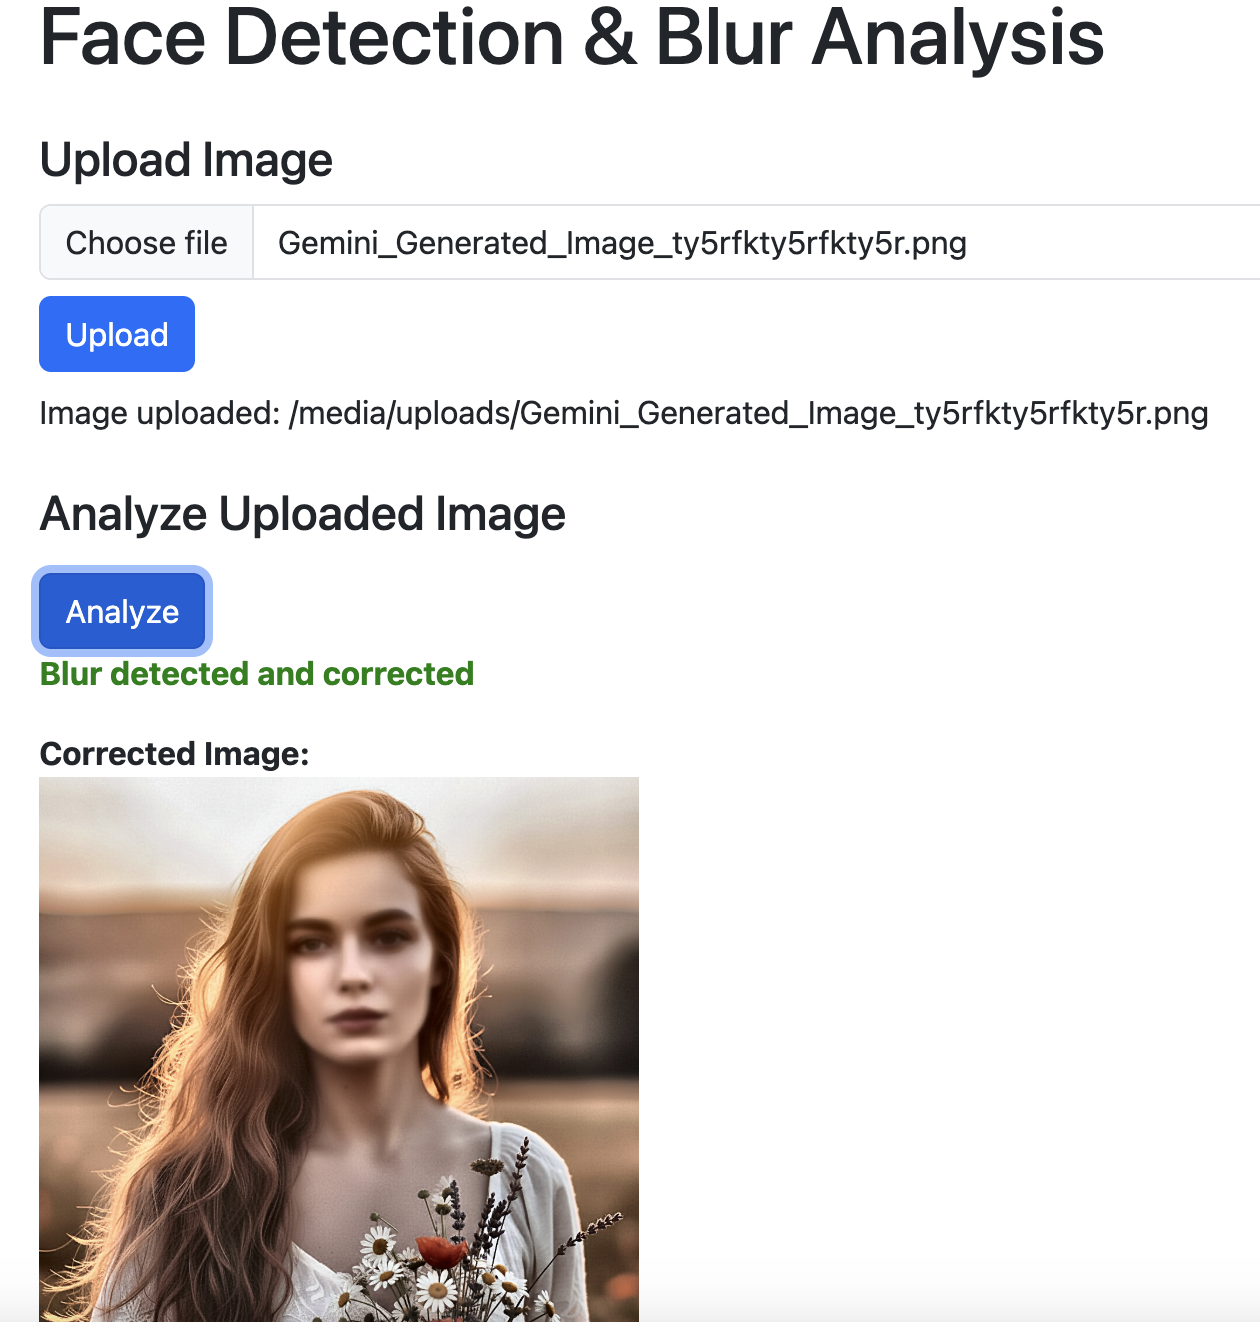 Face Detection & Blur Analysis
Upload Image
Choose file Gemini_Generated_Image_ty5rfkty5rfkty5r.png
Upload
Image uploaded: /media/uploads/Gemini_Generated_Image_ty5rfkty5rfkty5r.png
Analyze Uploaded Image
Analyze
Blur detected and corrected
Corrected Image: